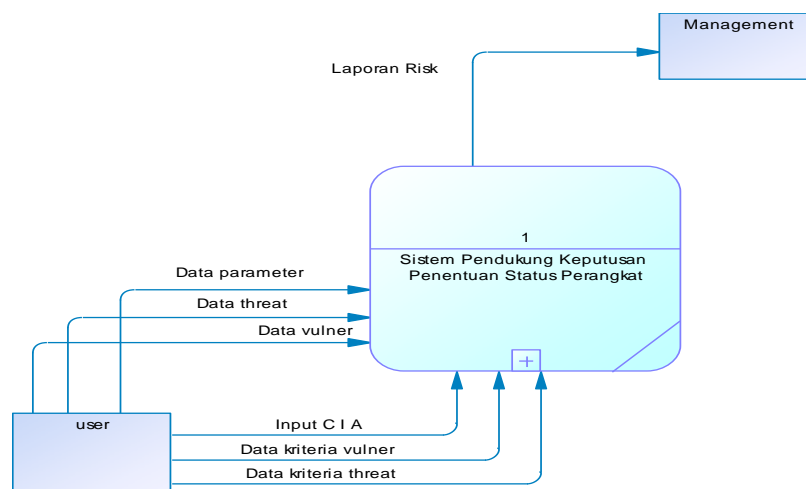 Management
Laporan Risk
1
Sistem Pendukung Keputusan
Penentuan Status Perangkat
Data parameter
Data threat
Data vulner
user
Input C I A
Data kriteria vulner
Data kriteria threat